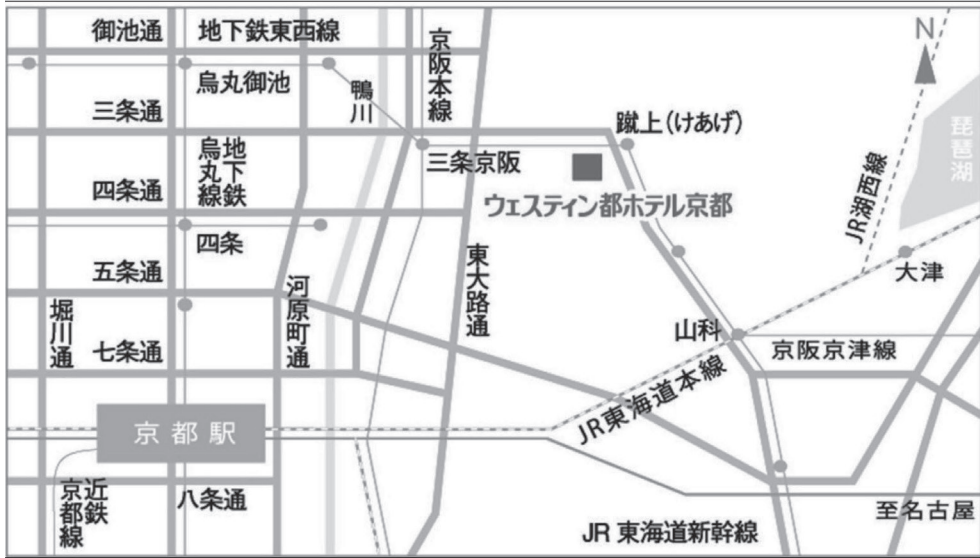 御池通
地下鉄東西線
京阪本線
N
烏丸御池
鴨川
三条通
蹴上(けあげ)
琵琶湖
地下鉄
烏丸線
三条京阪
四条通
ウェスティン都ホテル京都
JR湖西線
四条
東大路通
五条通
大津
河原町通
堀川通
山科
七条通
京阪京津線
JR東海道本線
京都駅
近鉄
京都線
八条通
至名古屋
JR 東海道新幹線